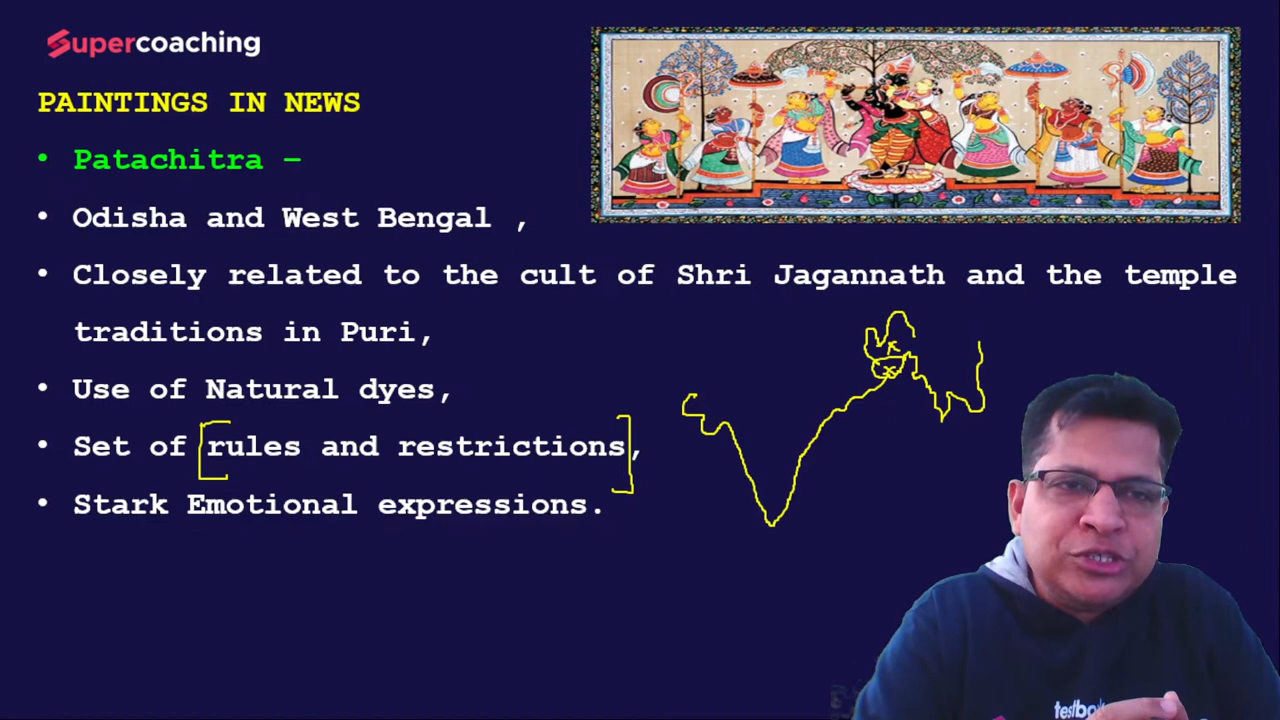 Supercoaching
PAINTINGS IN NEWS
• Patachitra –
• Odisha and West Bengal ,
• Closely related to the cult of Shri Jagannath and the temple
traditions in Puri,
• Use of Natural dyes,
• Set of rules and restrictions,
• Stark Emotional expressions.